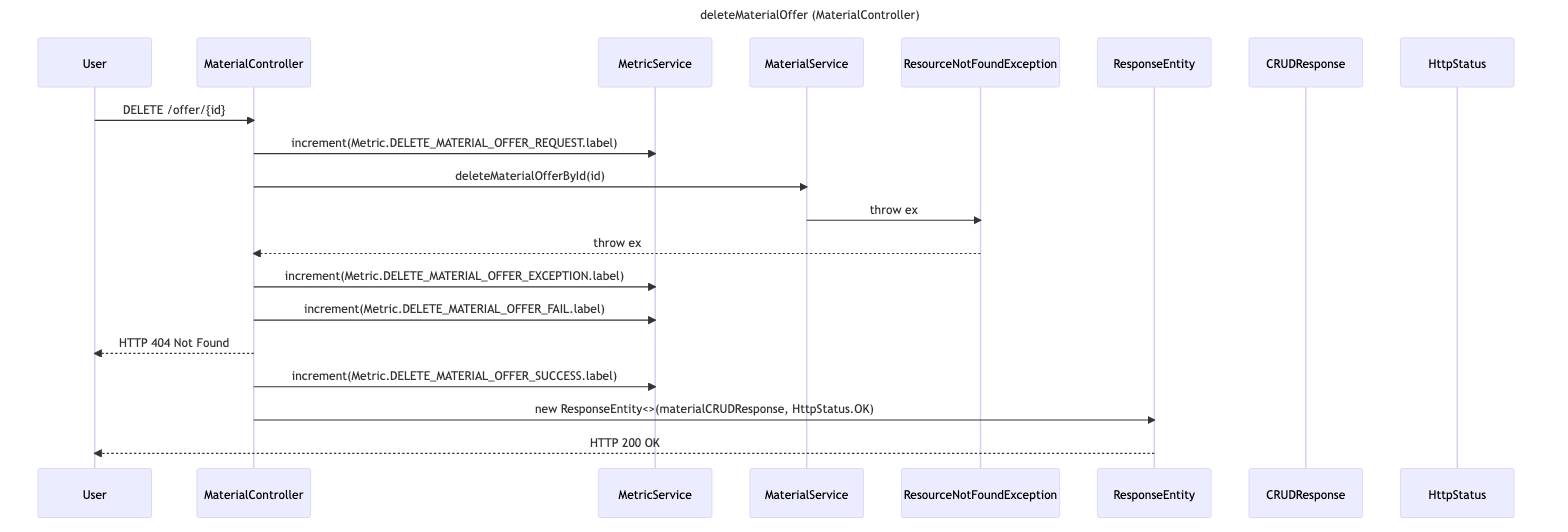 deleteMaterialOffer (MaterialController)
User MaterialController MetricService MaterialService ResourceNotFoundException ResponseEntity CRUDResponse HttpStatus
DELETE /offer/{id}
increment(Metric.DELETE_MATERIAL_OFFER_REQUEST.label)
deleteMaterialOfferById(id)
throw ex
throw ex
increment(Metric.DELETE_MATERIAL_OFFER_EXCEPTION.label)
increment(Metric.DELETE_MATERIAL_OFFER_FAIL.label)
HTTP 404 Not Found
increment(Metric.DELETE_MATERIAL_OFFER_SUCCESS.label)
new ResponseEntity<>(materialCRUDResponse, HttpStatus.OK)
HTTP 200 OK
User MaterialController MetricService MaterialService ResourceNotFoundException ResponseEntity CRUDResponse HttpStatus